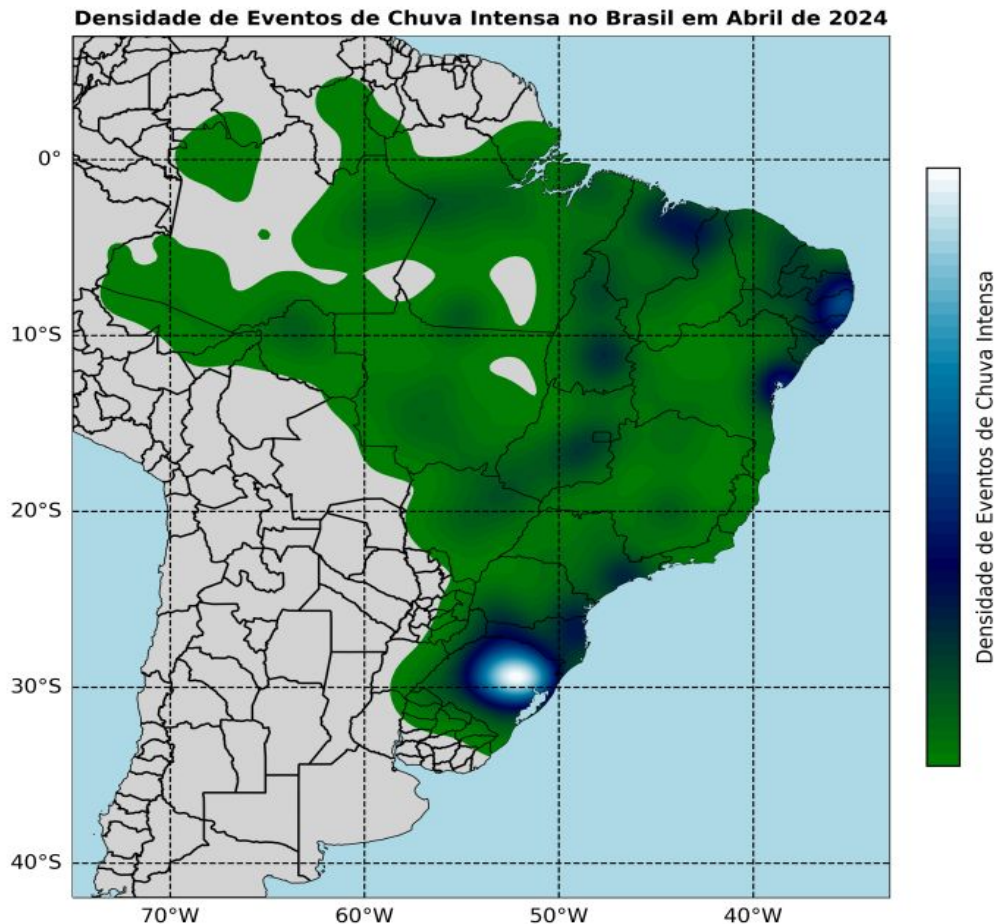 Densidade de Eventos de Chuva Intensa no Brasil em Abril de 2024
0°
10°S
20°S
30°S
40°S
70°W
60°W
50°W
40°W
Densidade de Eventos de Chuva Intensa